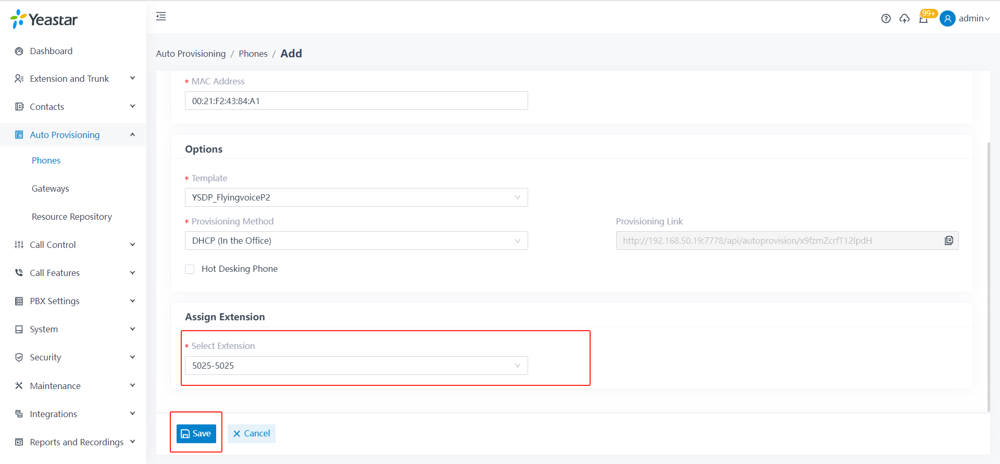 Yeastar
99+
admin
Dashboard
Extension and Trunk
Contacts
Auto Provisioning
Phones
Gateways
Resource Repository
Call Control
Call Features
PBX Settings
System
Security
Maintenance
Integrations
Reports and Recordings
Auto Provisioning / Phones / Add
* MAC Address
00:21:F2:43:84:A1
Options
* Template
YSDP_FlyingvoiceP2
* Provisioning Method
DHCP (In the Office)
Provisioning Link
http://192.168.50.19:7778/api/autoprovision/x9fzmZcrfT12lpdH
Hot Desking Phone
Assign Extension
* Select Extension
5025-5025
Save
Cancel